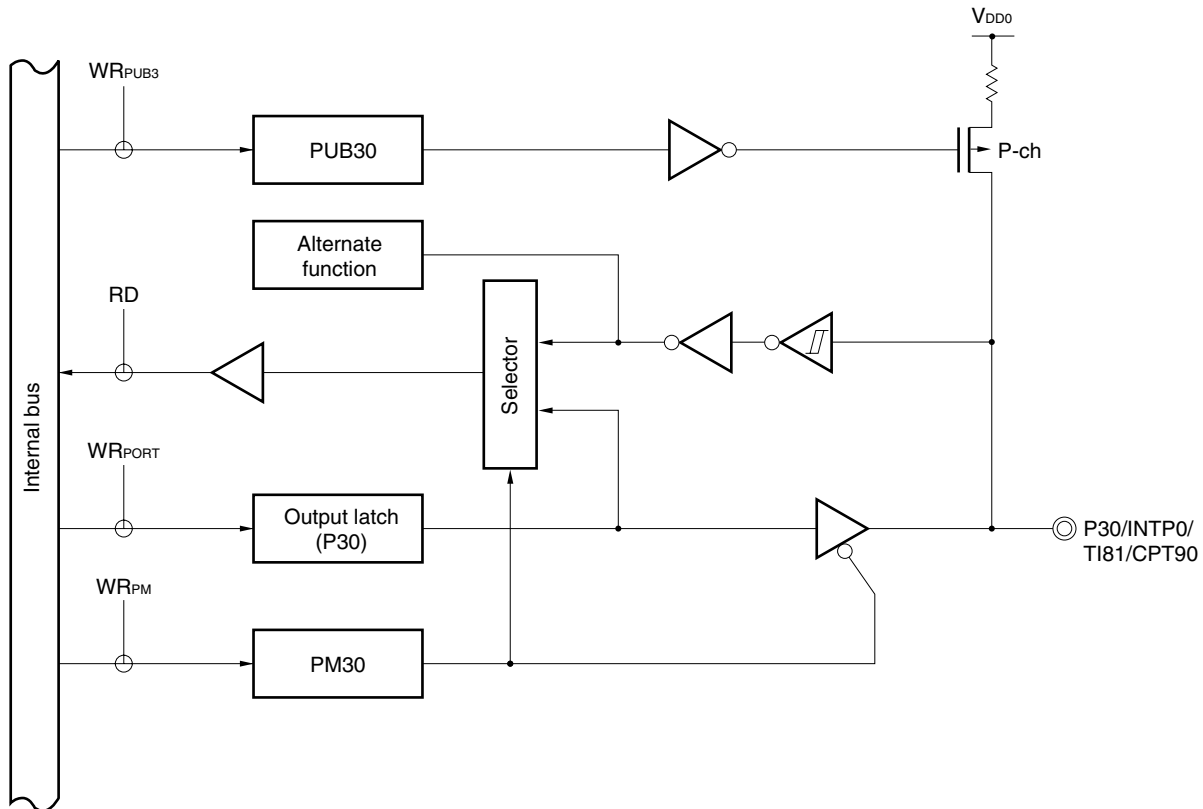 VDD0
WRPUB3
PUB30
P-ch
Alternate
function
RD
Selector
Internal bus
WRPORT
Output latch
(P30)
P30/INTP0/
TI81/CPT90
WRPM
PM30